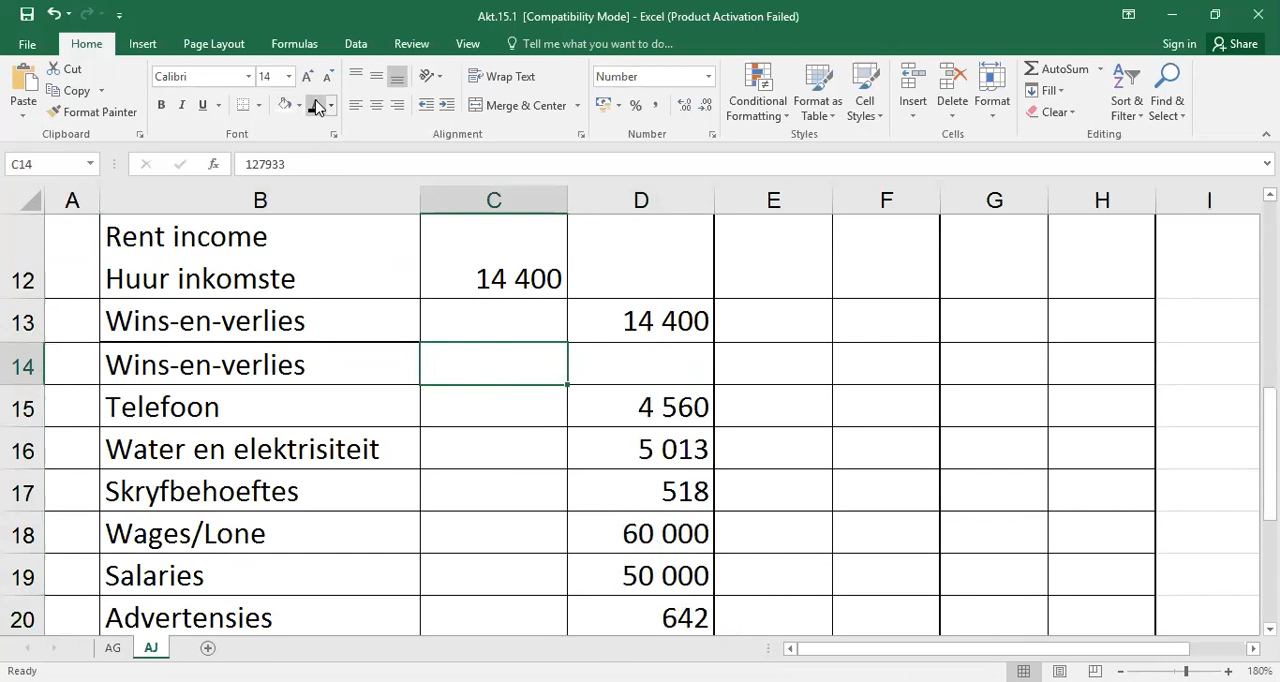 Akt.15.1 [Compatibility Mode] - Excel (Product Activation Failed)
File Home Insert Page Layout Formulas Data Review View Tell me what you want to do... Sign in Share
Paste Cut Copy Format Painter Clipboard
Calibri 14 A A B I U Font
Wrap Text Merge & Center Alignment
Number % , Number
Conditional Formatting Format as Table Cell Styles Styles
Insert Delete Format Cells
AutoSum Fill Clear Sort & Filter Find & Select Editing
C14 fx 127933
A B C D E F G H I
Rent income
12 Huur inkomste 14 400
13 Wins-en-verlies 14 400
14 Wins-en-verlies
15 Telefoon 4 560
16 Water en elektrisiteit 5 013
17 Skryfbehoeftes 518
18 Wages/Lone 60 000
19 Salaries 50 000
20 Advertensies 642
AG AJ
Ready 180%